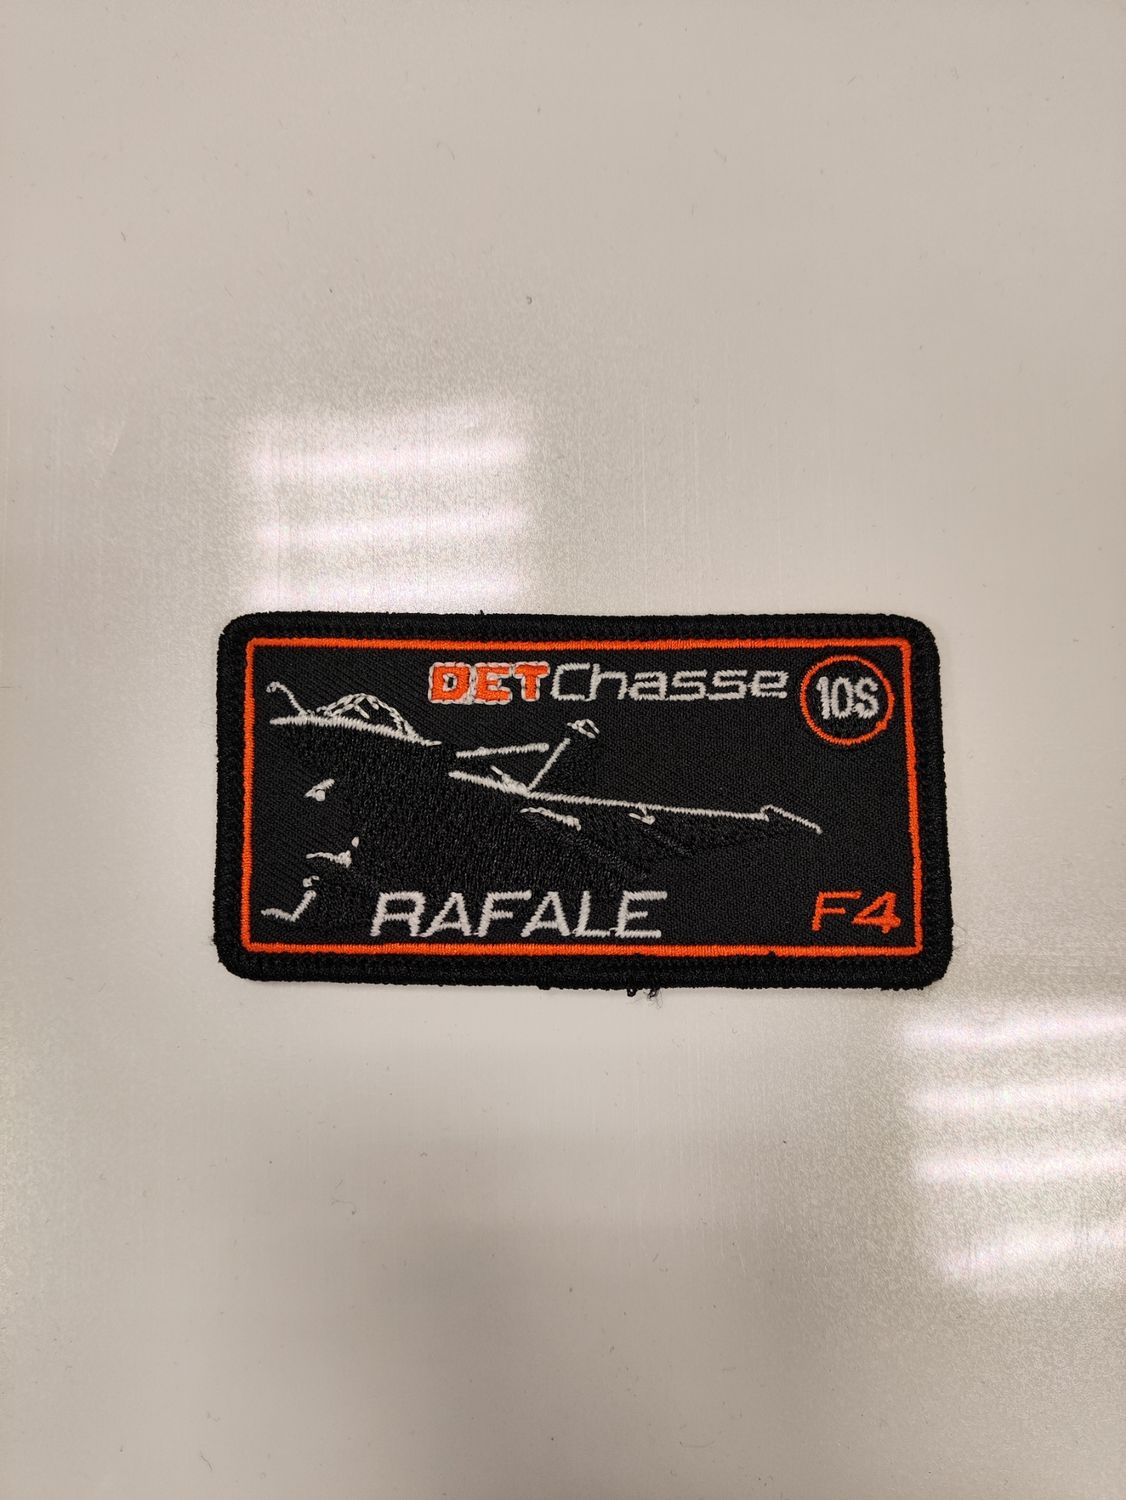 DETChasse
10S
RAFALE
F4